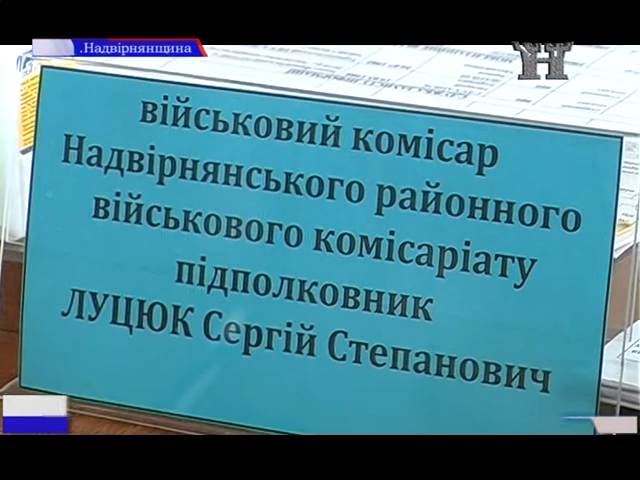 .Надвірнянщина
Н
військовий комісар
Надвірнянського районного
військового комісаріату
підполковник
ЛУЦЮК Сергій Степанович